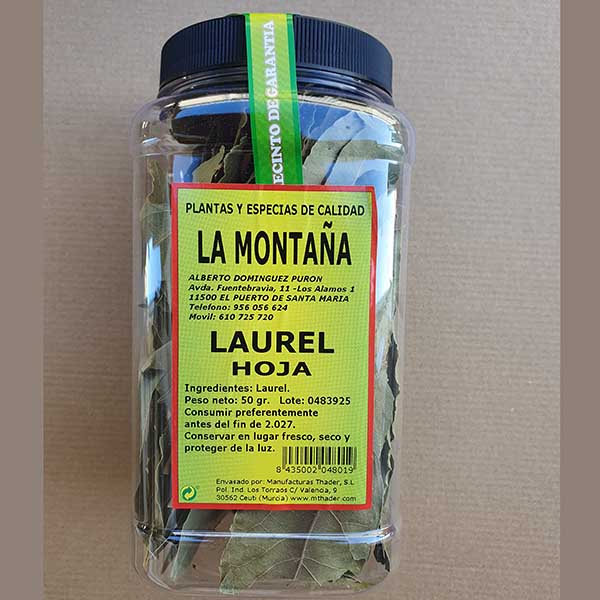 ECINTO DE GARANTIA
PLANTAS Y ESPECIAS DE CALIDAD
LA MONTAÑA
ALBERTO DOMINGUEZ PURON
Avda. Fuentebravia, 11 -Los Alamos 1
11500 EL PUERTO DE SANTA MARIA
Telefono: 956 056 624
Movil: 610 725 720
LAUREL
HOJA
Ingredientes: Laurel.
Peso neto: 50 gr. Lote: 0483925
Consumir preferentemente
antes del fin de 2.027.
Conservar en lugar fresco, seco y
proteger de la luz.
8 435002 048019
Envasado por: Manufacturas Thader, S.L
Pol. Ind. Los Torraos C/ Valencia, 9
30562 Ceuti (Murcia) www.mthader.com